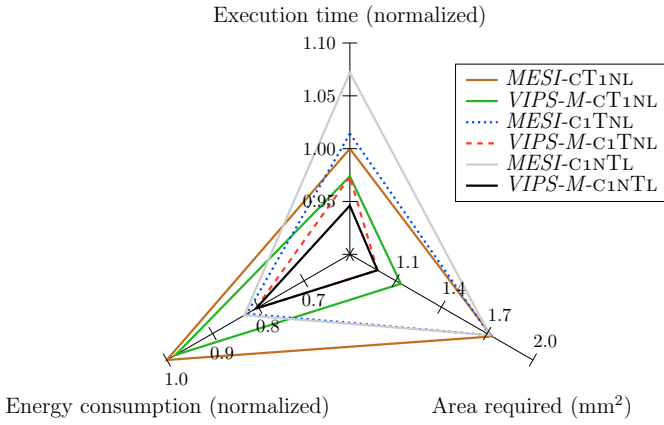 Execution time (normalized)
1.10
1.05
1.00
0.95
MESI-CT1NL
VIPS-M-CT1NL
MESI-C1TNL
VIPS-M-C1TNL
MESI-C1NTL
VIPS-M-C1NTL
1.1
1.4
1.7
2.0
0.7
0.8
0.9
1.0
Energy consumption (normalized)
Area required (mm²)